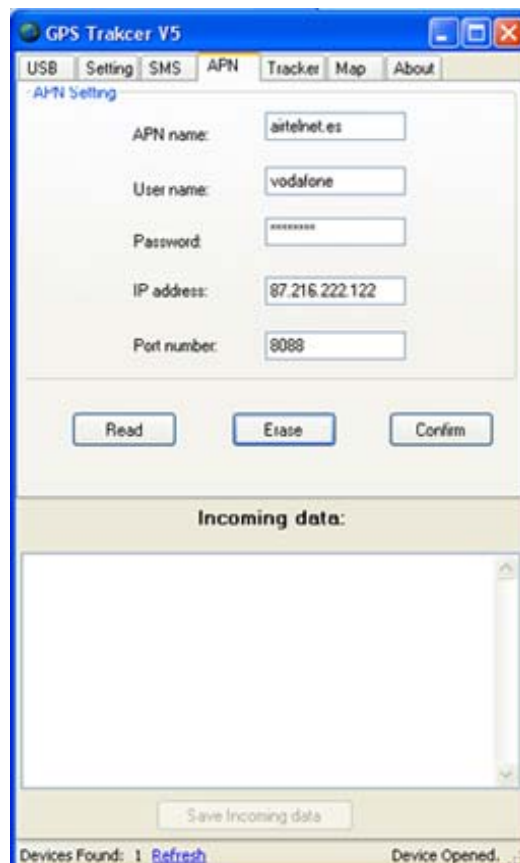 GPS Trakcer V5
USB Setting SMS APN Tracker Map About
APN Setting
APN name: airtelnet.es
User name: vodafone
Password: ********
IP address: 87.216.222.122
Port number: 8088
Read Erase Confirm
Incoming data:
Save Incoming data
Devices Found: 1 Refresh Device Opened.